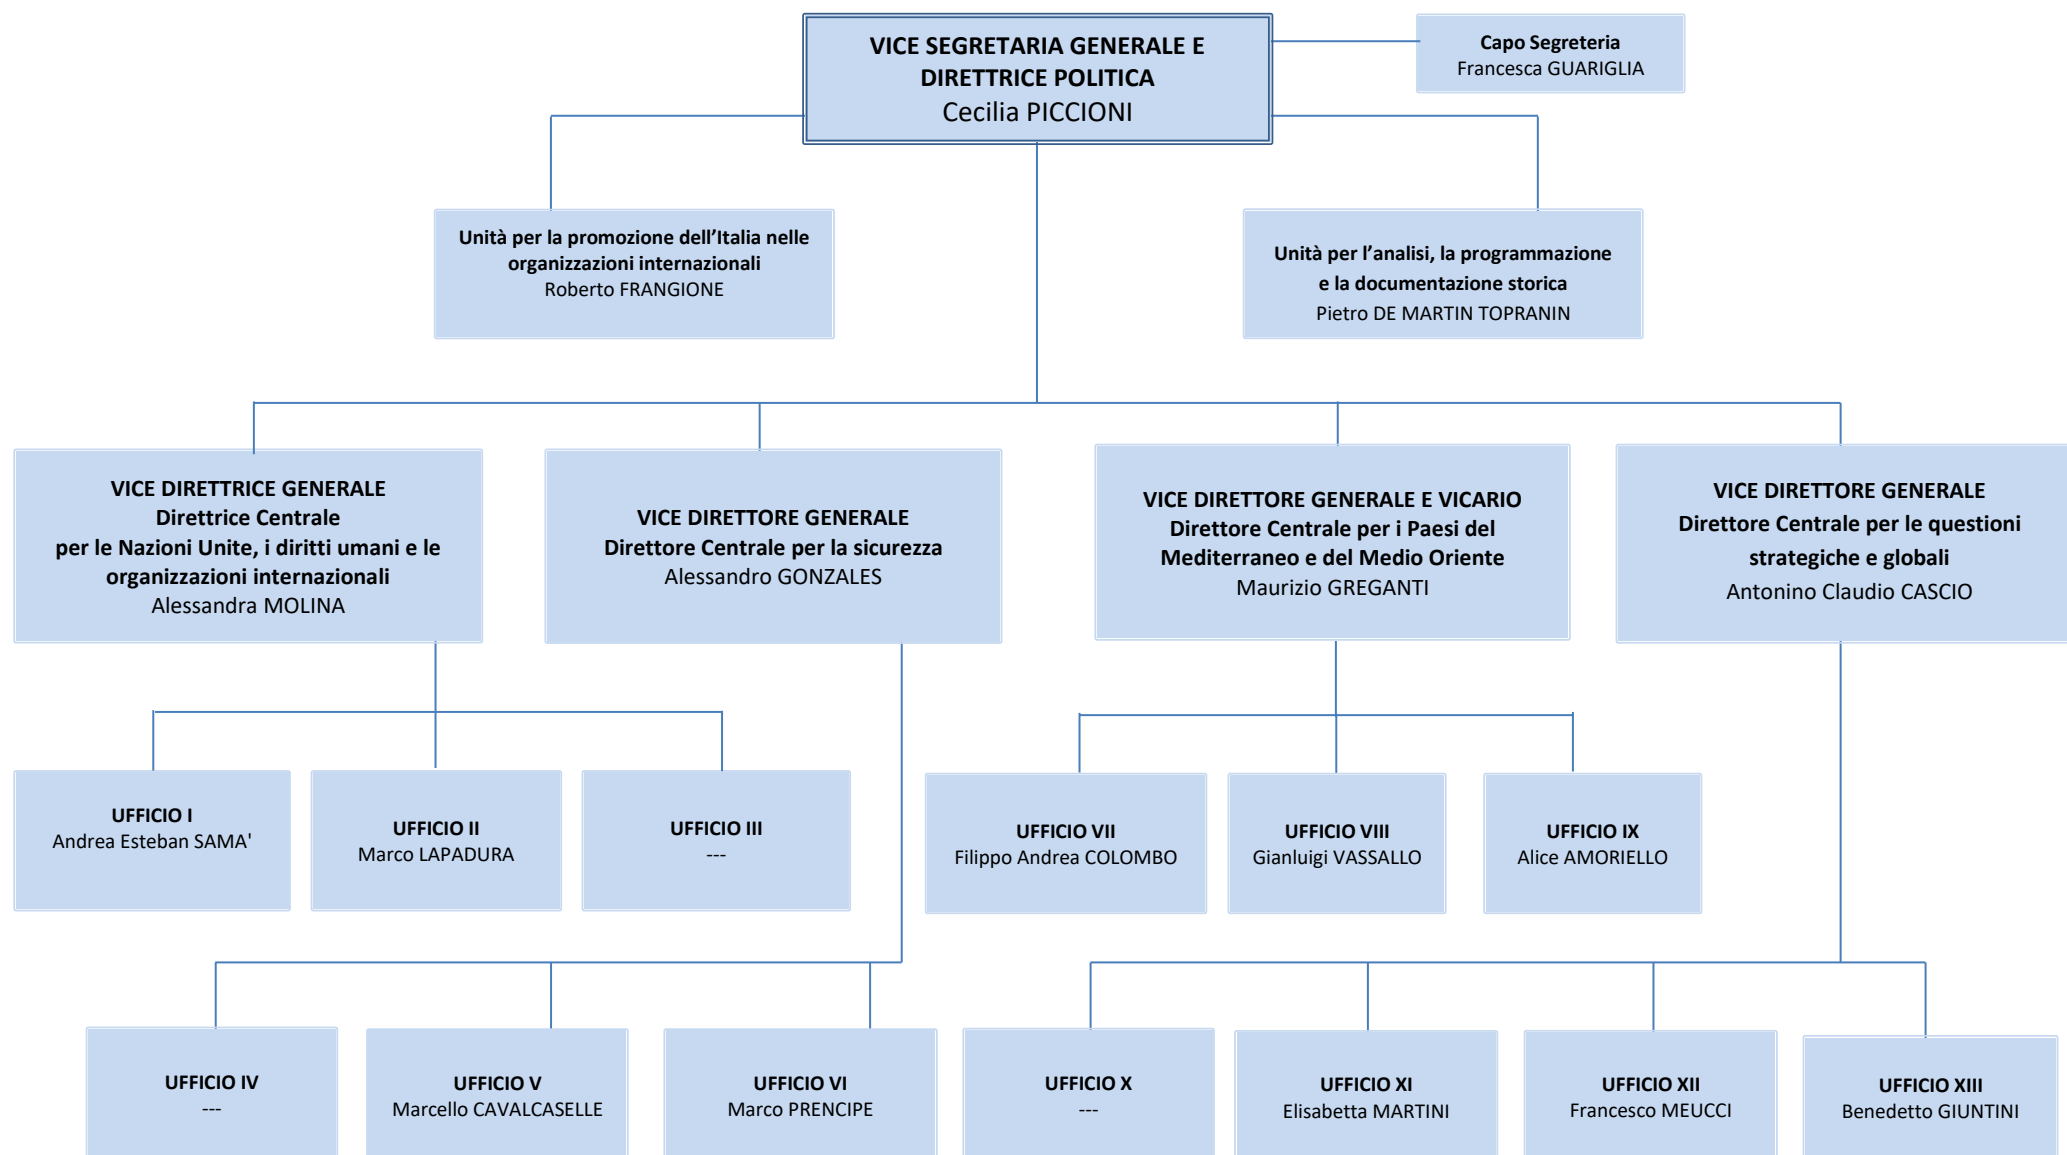 VICE SEGRETARIA GENERALE E
DIRETTRICE POLITICA
Cecilia PICCIONI
Capo Segreteria
Francesca GUARIGLIA
Unità per la promozione dell’Italia nelle
organizzazioni internazionali
Roberto FRANGIONE
Unità per l’analisi, la programmazione
e la documentazione storica
Pietro DE MARTIN TOPRANIN
VICE DIRETTRICE GENERALE
Direttrice Centrale
per le Nazioni Unite, i diritti umani e le
organizzazioni internazionali
Alessandra MOLINA
VICE DIRETTORE GENERALE
Direttore Centrale per la sicurezza
Alessandro GONZALES
VICE DIRETTORE GENERALE E VICARIO
Direttore Centrale per i Paesi del
Mediterraneo e del Medio Oriente
Maurizio GREGANTI
VICE DIRETTORE GENERALE
Direttore Centrale per le questioni
strategiche e globali
Antonino Claudio CASCIO
UFFICIO I
Andrea Esteban SAMA'
UFFICIO II
Marco LAPADURA
UFFICIO III
---
UFFICIO VII
Filippo Andrea COLOMBO
UFFICIO VIII
Gianluigi VASSALLO
UFFICIO IX
Alice AMORIELLO
UFFICIO IV
---
UFFICIO V
Marcello CAVALCASELLE
UFFICIO VI
Marco PRENCIPE
UFFICIO X
---
UFFICIO XI
Elisabetta MARTINI
UFFICIO XII
Francesco MEUCCI
UFFICIO XIII
Benedetto GIUNTINI